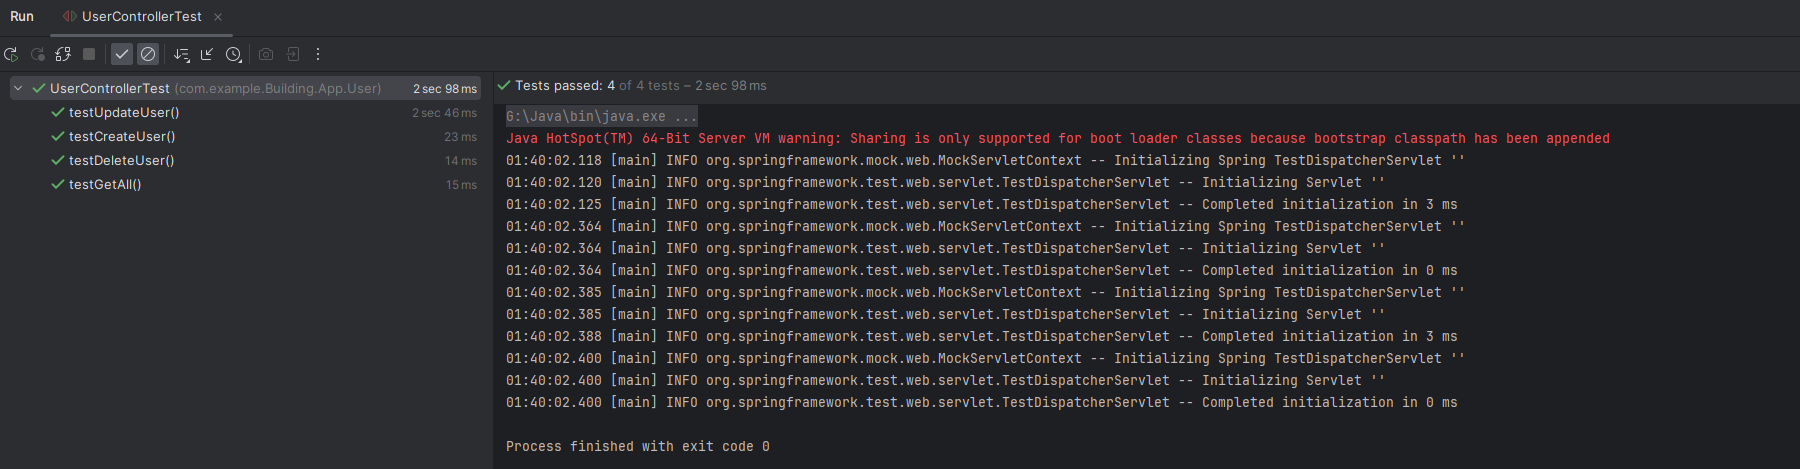 Run UserControllerTest
UserControllerTest (com.example.Building.App.User) 2 sec 98 ms
testUpdateUser() 2 sec 46 ms
testCreateUser() 23 ms
testDeleteUser() 14 ms
testGetAll() 15 ms
Tests passed: 4 of 4 tests – 2 sec 98 ms
G:\Java\bin\java.exe ...
Java HotSpot(TM) 64-Bit Server VM warning: Sharing is only supported for boot loader classes because bootstrap classpath has been appended
01:40:02.118 [main] INFO org.springframework.mock.web.MockServletContext -- Initializing Spring TestDispatcherServlet ''
01:40:02.120 [main] INFO org.springframework.test.web.servlet.TestDispatcherServlet -- Initializing Servlet ''
01:40:02.125 [main] INFO org.springframework.test.web.servlet.TestDispatcherServlet -- Completed initialization in 3 ms
01:40:02.364 [main] INFO org.springframework.mock.web.MockServletContext -- Initializing Spring TestDispatcherServlet ''
01:40:02.364 [main] INFO org.springframework.test.web.servlet.TestDispatcherServlet -- Initializing Servlet ''
01:40:02.364 [main] INFO org.springframework.test.web.servlet.TestDispatcherServlet -- Completed initialization in 0 ms
01:40:02.385 [main] INFO org.springframework.mock.web.MockServletContext -- Initializing Spring TestDispatcherServlet ''
01:40:02.385 [main] INFO org.springframework.test.web.servlet.TestDispatcherServlet -- Initializing Servlet ''
01:40:02.388 [main] INFO org.springframework.test.web.servlet.TestDispatcherServlet -- Completed initialization in 3 ms
01:40:02.400 [main] INFO org.springframework.mock.web.MockServletContext -- Initializing Spring TestDispatcherServlet ''
01:40:02.400 [main] INFO org.springframework.test.web.servlet.TestDispatcherServlet -- Initializing Servlet ''
01:40:02.400 [main] INFO org.springframework.test.web.servlet.TestDispatcherServlet -- Completed initialization in 0 ms
Process finished with exit code 0